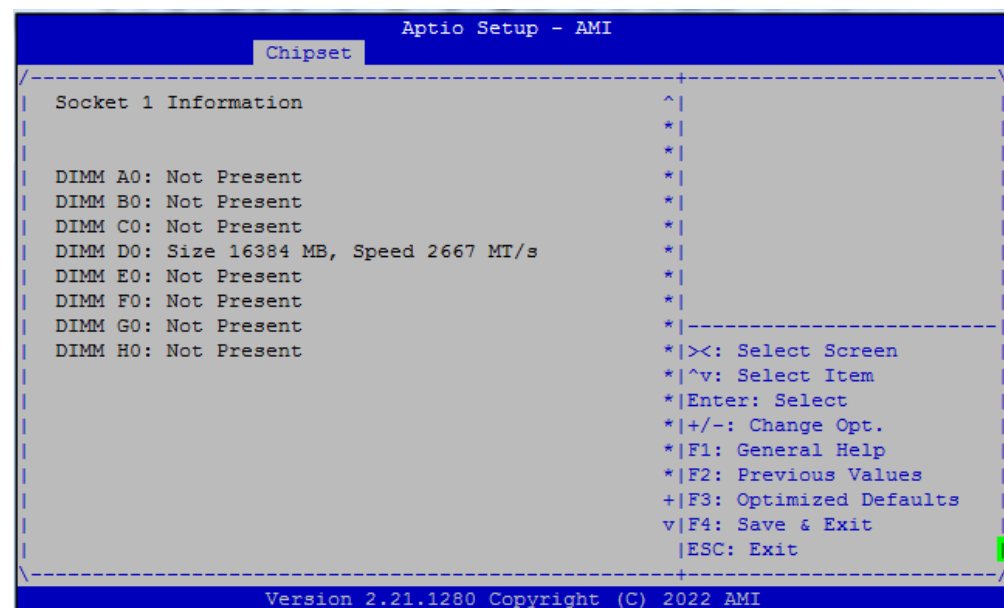 Aptio Setup - AMI
Chipset
/----------------------------------------------------+------------------------\
| Socket 1 Information ^|
| *|
| *|
| DIMM A0: Not Present *|
| DIMM B0: Not Present *|
| DIMM C0: Not Present *|
| DIMM D0: Size 16384 MB, Speed 2667 MT/s *|
| DIMM E0: Not Present *|
| DIMM F0: Not Present *|
| DIMM G0: Not Present *|------------------------|
| DIMM H0: Not Present *|><: Select Screen |
| *|^v: Select Item |
| *|Enter: Select |
| *|+/-: Change Opt. |
| *|F1: General Help |
| *|F2: Previous Values |
| +|F3: Optimized Defaults |
| v|F4: Save & Exit |
| |ESC: Exit
\----------------------------------------------------+------------------------/
Version 2.21.1280 Copyright (C) 2022 AMI